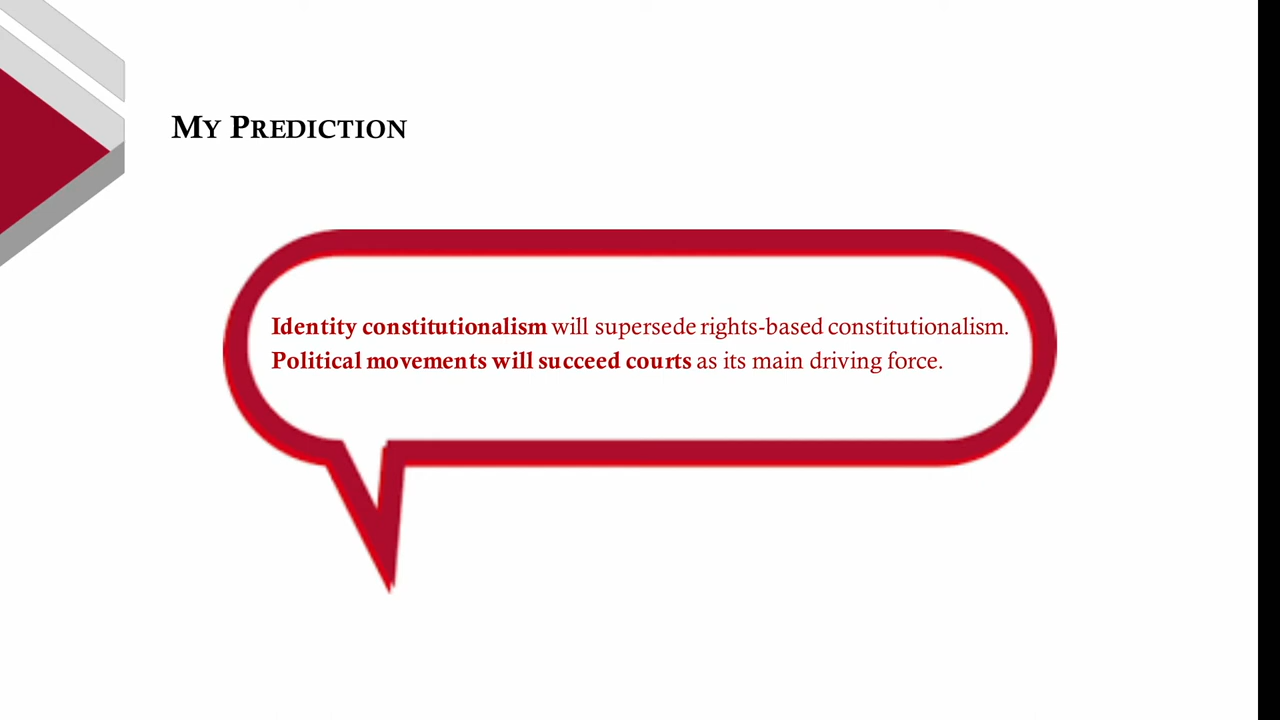 My Prediction
Identity constitutionalism will supersede rights-based constitutionalism.
Political movements will succeed courts as its main driving force.